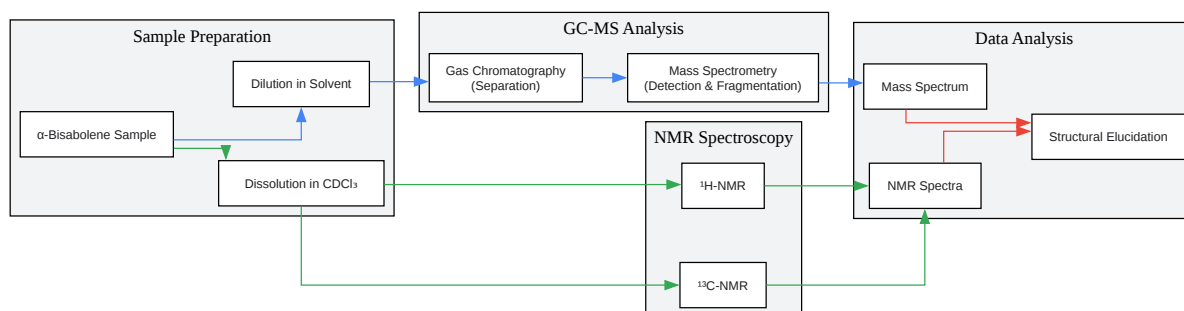 Sample Preparation
α-Bisabolene Sample
Dilution in Solvent
Dissolution in CDCl₃
GC-MS Analysis
Gas Chromatography
(Separation)
Mass Spectrometry
(Detection & Fragmentation)
NMR Spectroscopy
¹H-NMR
¹³C-NMR
Data Analysis
Mass Spectrum
NMR Spectra
Structural Elucidation